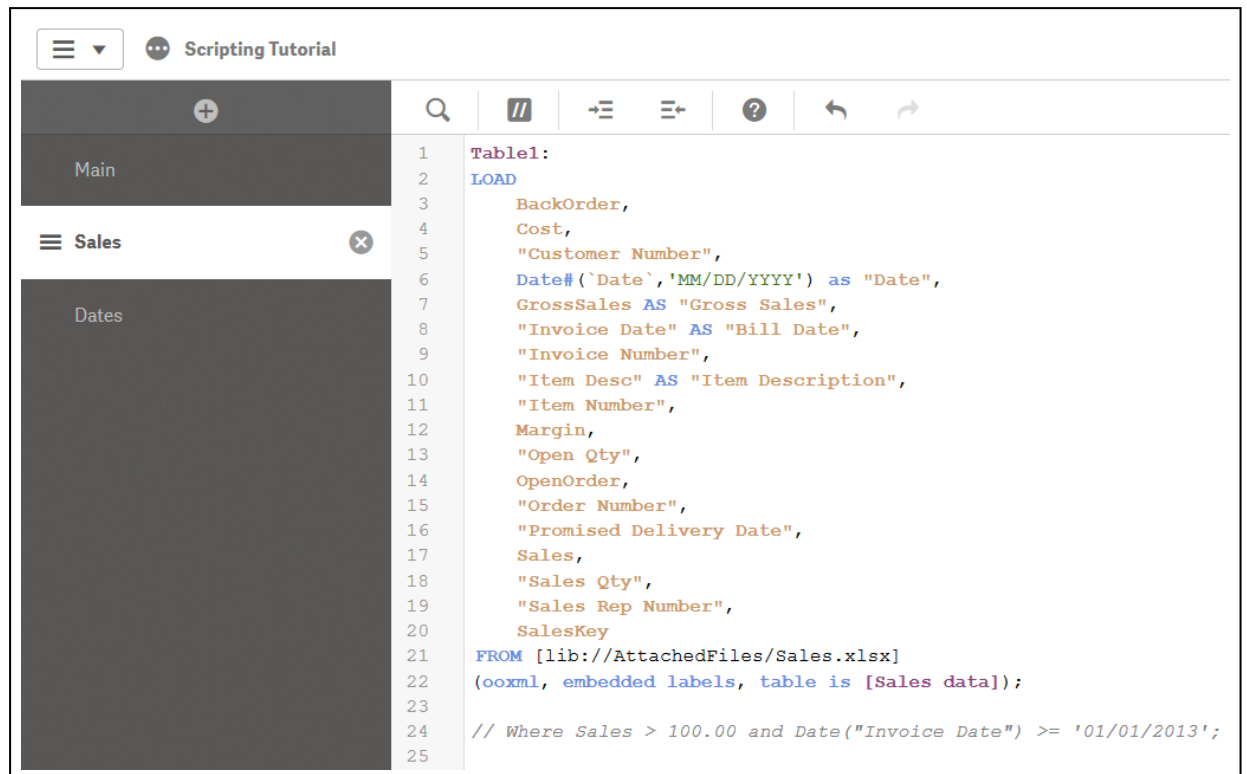 Scripting Tutorial
Main
Sales
Dates
1 Table1:
2 LOAD
3 BackOrder,
4 Cost,
5 "Customer Number",
6 Date#(`Date`,'MM/DD/YYYY') as "Date",
7 GrossSales AS "Gross Sales",
8 "Invoice Date" AS "Bill Date",
9 "Invoice Number",
10 "Item Desc" AS "Item Description",
11 "Item Number",
12 Margin,
13 "Open Qty",
14 OpenOrder,
15 "Order Number",
16 "Promised Delivery Date",
17 Sales,
18 "Sales Qty",
19 "Sales Rep Number",
20 SalesKey
21 FROM [lib://AttachedFiles/Sales.xlsx]
22 (ooxml, embedded labels, table is [Sales data]);
23
24 // Where Sales > 100.00 and Date("Invoice Date") >= '01/01/2013';
25